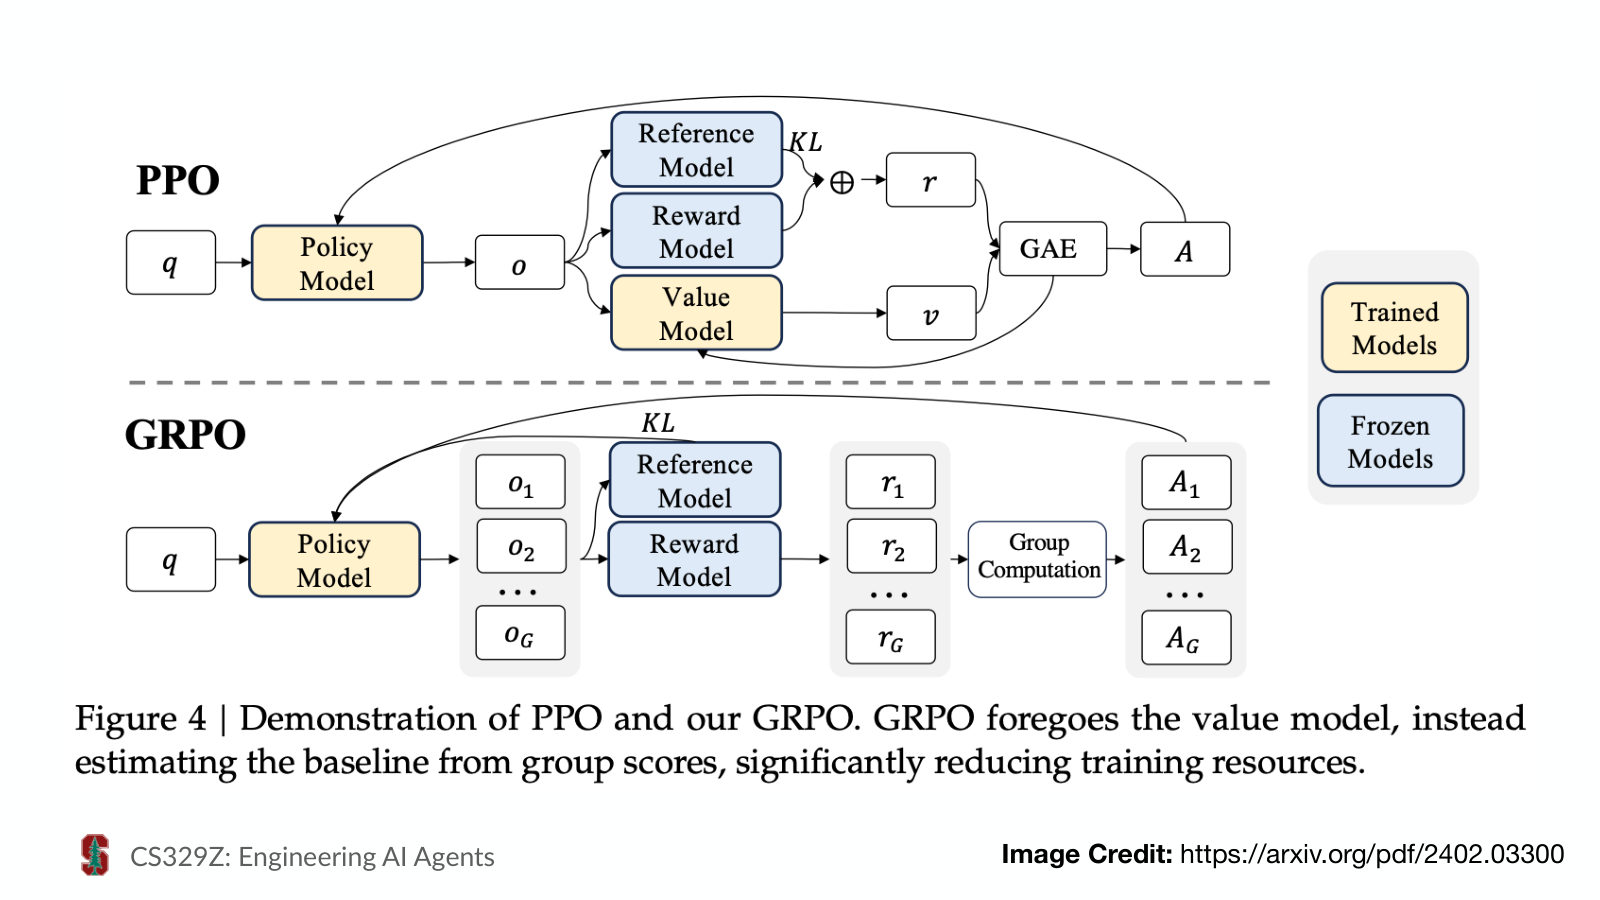 PPO
q
Policy
Model
o
Reference
Model
Reward
Model
Value
Model
KL
⊕
r
v
GAE
A
GRPO
q
Policy
Model
o₁
o₂
...
o_G
KL
Reference
Model
Reward
Model
r₁
r₂
...
r_G
Group
Computation
A₁
A₂
...
A_G
Trained
Models
Frozen
Models
Figure 4 | Demonstration of PPO and our GRPO. GRPO foregoes the value model, instead
estimating the baseline from group scores, significantly reducing training resources.
S
CS329Z: Engineering AI Agents
Image Credit: https://arxiv.org/pdf/2402.03300